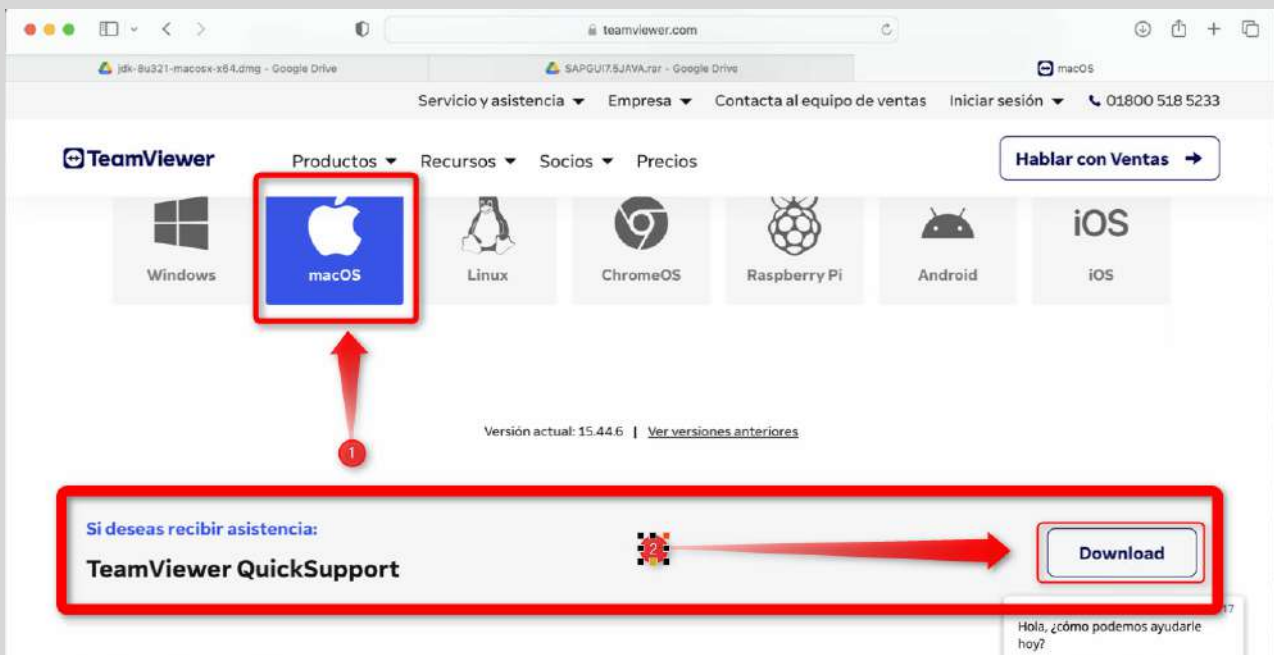 teamviewer.com
jdk-8u321-macosx-x64.dmg - Google Drive
SAPGUI7.5JAVA.rar - Google Drive
macOS
Servicio y asistencia Empresa Contacta al equipo de ventas Iniciar sesión 01800 518 5233
TeamViewer Productos Recursos Socios Precios Hablar con Ventas
iOS
Windows macOS Linux ChromeOS Raspberry Pi Android iOS
1
Versión actual: 15.44.6 | Ver versiones anteriores
Si deseas recibir asistencia:
TeamViewer QuickSupport
2
Download
17
Hola, ¿cómo podemos ayudarle
hoy?